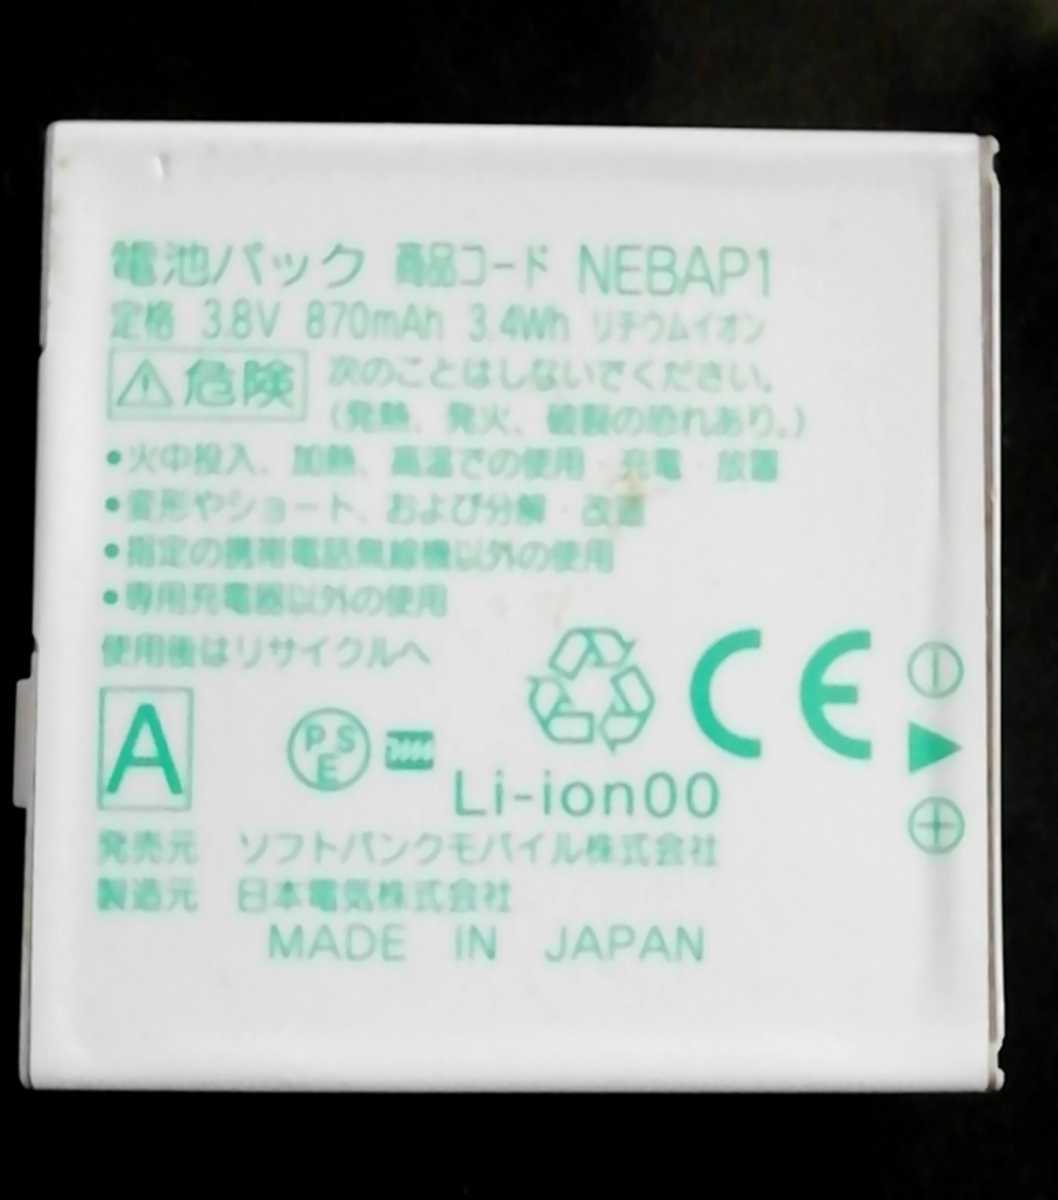 電池パック 商品コード NEBAP1
定格 3.8V 870mAh 3.4Wh リチウムイオン
危険 次のことはしないでください。
(発熱、発火、破裂の恐れあり。)
•火中投入、加熱、高温での使用・充電・放置
•変形やショート、および分解・改造
•指定の携帯電話無線機以外の使用
•専用充電器以外の使用
使用後はリサイクルへ
CE
A
PSE
Li-ion00
発売元 ソフトバンクモバイル株式会社
製造元 日本電気株式会社
MADE IN JAPAN